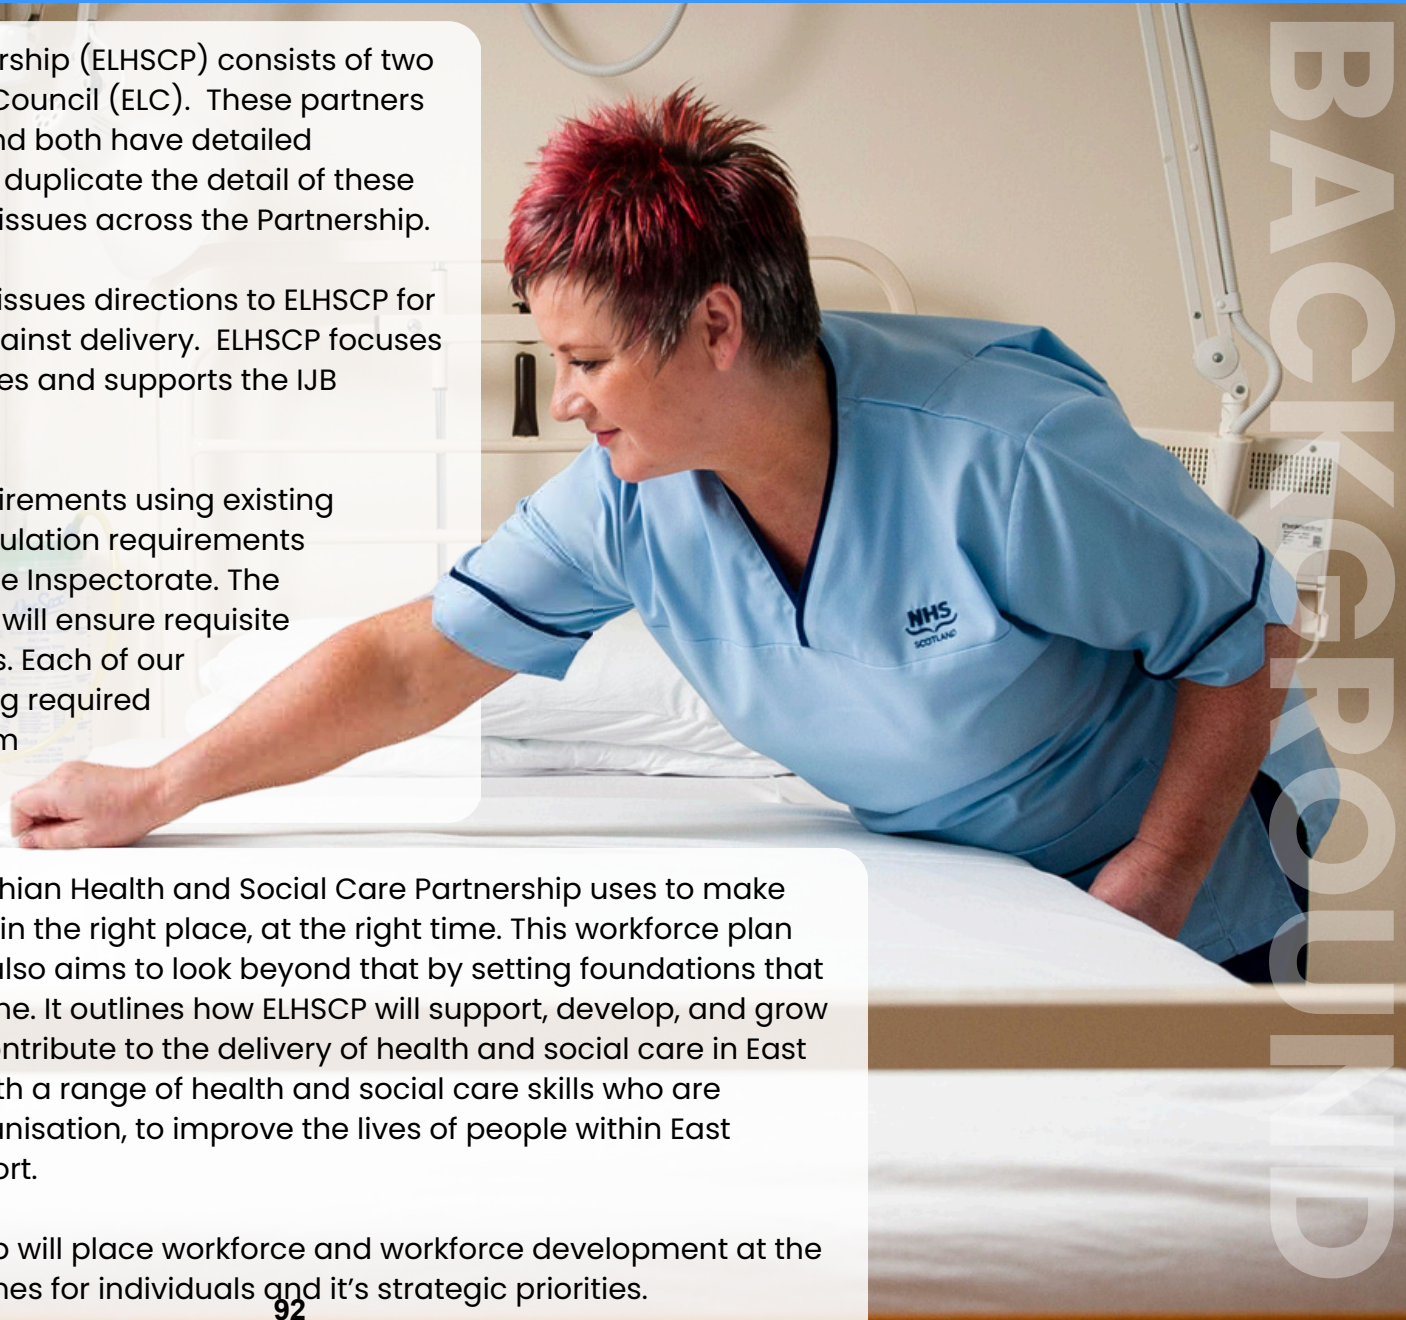 rship (ELHSCP) consists of two
Council (ELC). These partners
nd both have detailed
duplicate the detail of these
issues across the Partnership.
issues directions to ELHSCP for
ainst delivery. ELHSCP focuses
es and supports the IJB
irements using existing
ulation requirements
e Inspectorate. The
will ensure requisite
s. Each of our
g required
m
hian Health and Social Care Partnership uses to make
in the right place, at the right time. This workforce plan
also aims to look beyond that by setting foundations that
ne. It outlines how ELHSCP will support, develop, and grow
ontribute to the delivery of health and social care in East
th a range of health and social care skills who are
anisation, to improve the lives of people within East
ort.
o will place workforce and workforce development at the
nes for individuals and it’s strategic priorities.
92
NHS
SCOTLAND
BACKGROUND